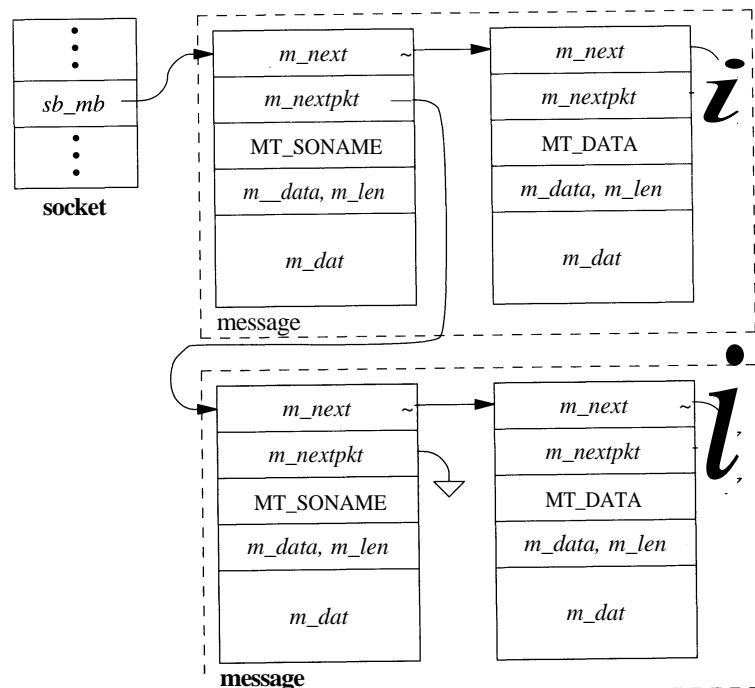 sb_mb
socket
m_next ~
m_nextpkt
MT_SONAME
m__data, m_len
m_dat
m_next
m_nextpkt
MT_DATA
m_data, m_len
m_dat
i
message
m_next ~
m_nextpkt
MT_SONAME
m_data, m_len
m_dat
m_next ~
m_nextpkt
MT_DATA
m_data, m_len
m_dat
i
message